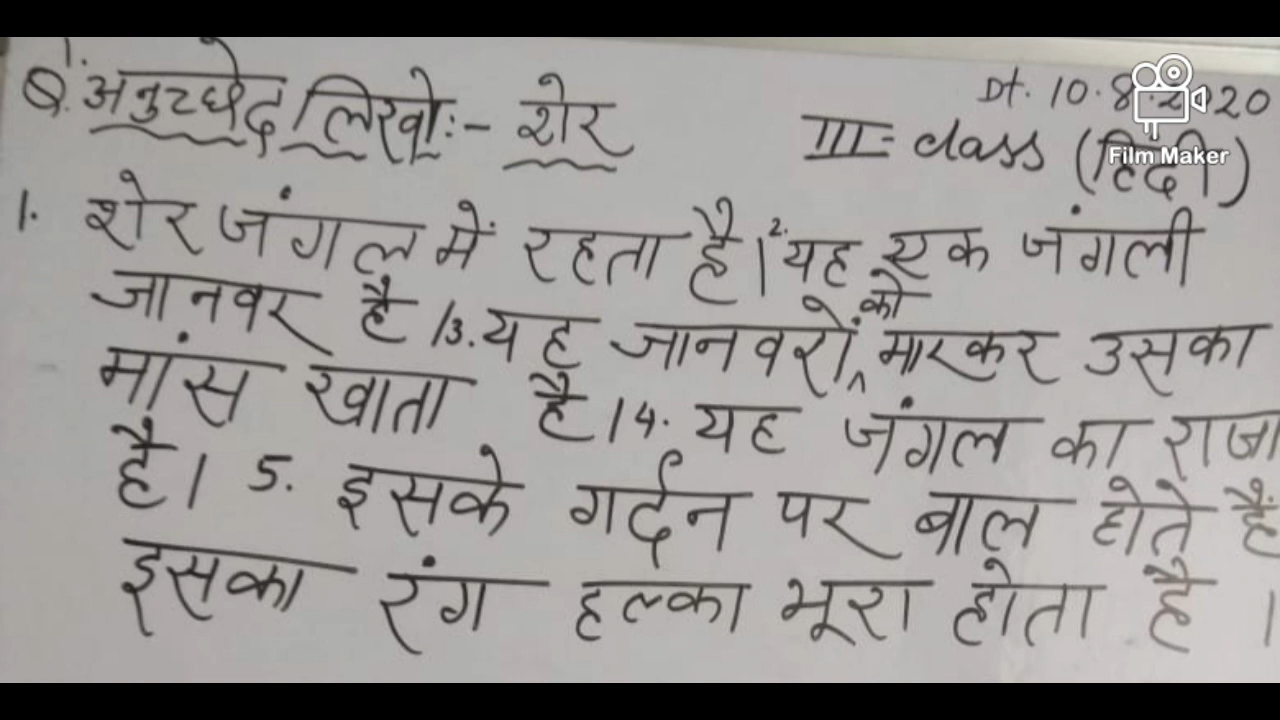 Q1. अनुच्छेद लिखो:- शेर
Dt. 10.8.2020
III- class (हिंदी)
Film Maker
1. शेर जंगल में रहता है। 2. यह एक जंगली
जानवर है। 3. यह जानवरों को मारकर उसका
मांस खाता है। 4. यह जंगल का राजा
है। 5. इसके गर्दन पर बाल होते हैं
इसका रंग हल्का भूरा होता है।